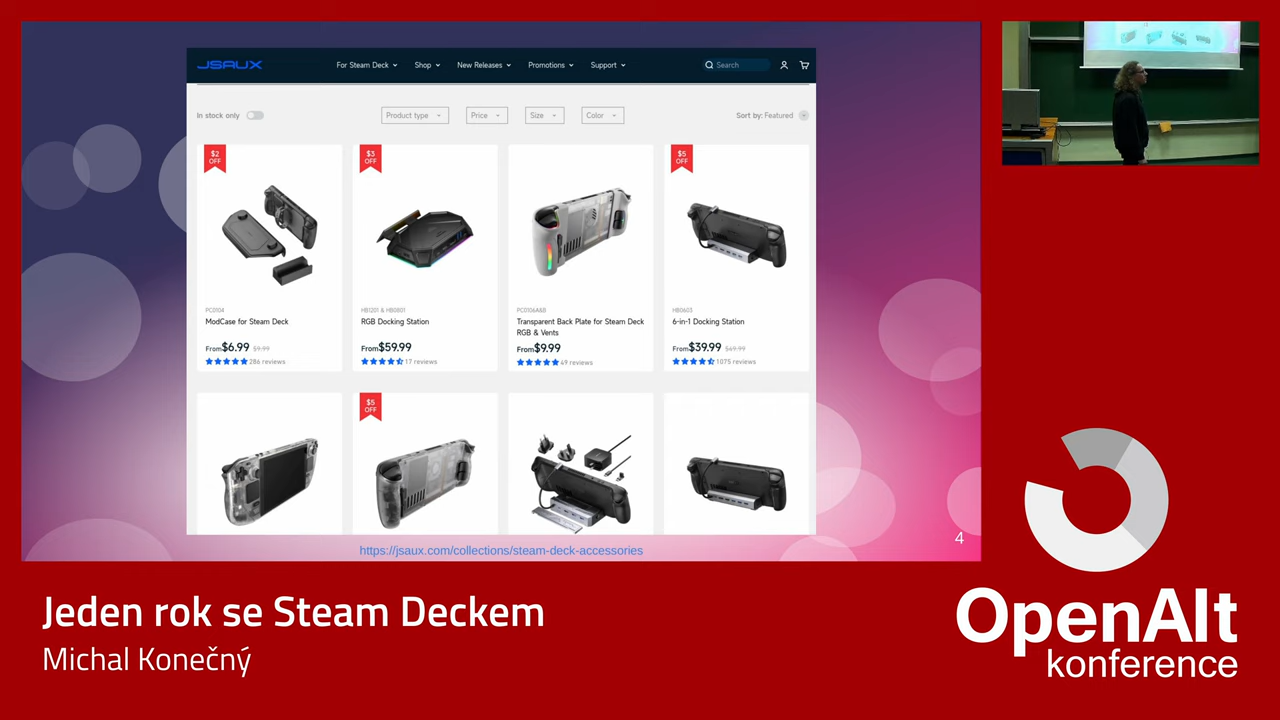 JSAUX
For Steam Deck Shop New Releases Promotions Support Search
In stock only Product type Price Size Color Sort by: Featured
$2 OFF
PC0104
ModCase for Steam Deck
From$6.99 $9.99
286 reviews
$3 OFF
HB1201 & HB0801
RGB Docking Station
From$59.99
17 reviews
PC0106A&B
Transparent Back Plate for Steam Deck
RGB & Vents
From$9.99
49 reviews
$5 OFF
HB0603
6-in-1 Docking Station
From$39.99 $49.99
1075 reviews
$5 OFF
https://jsaux.com/collections/steam-deck-accessories
4
Jeden rok se Steam Deckem
Michal Konečný
OpenAlt
konference